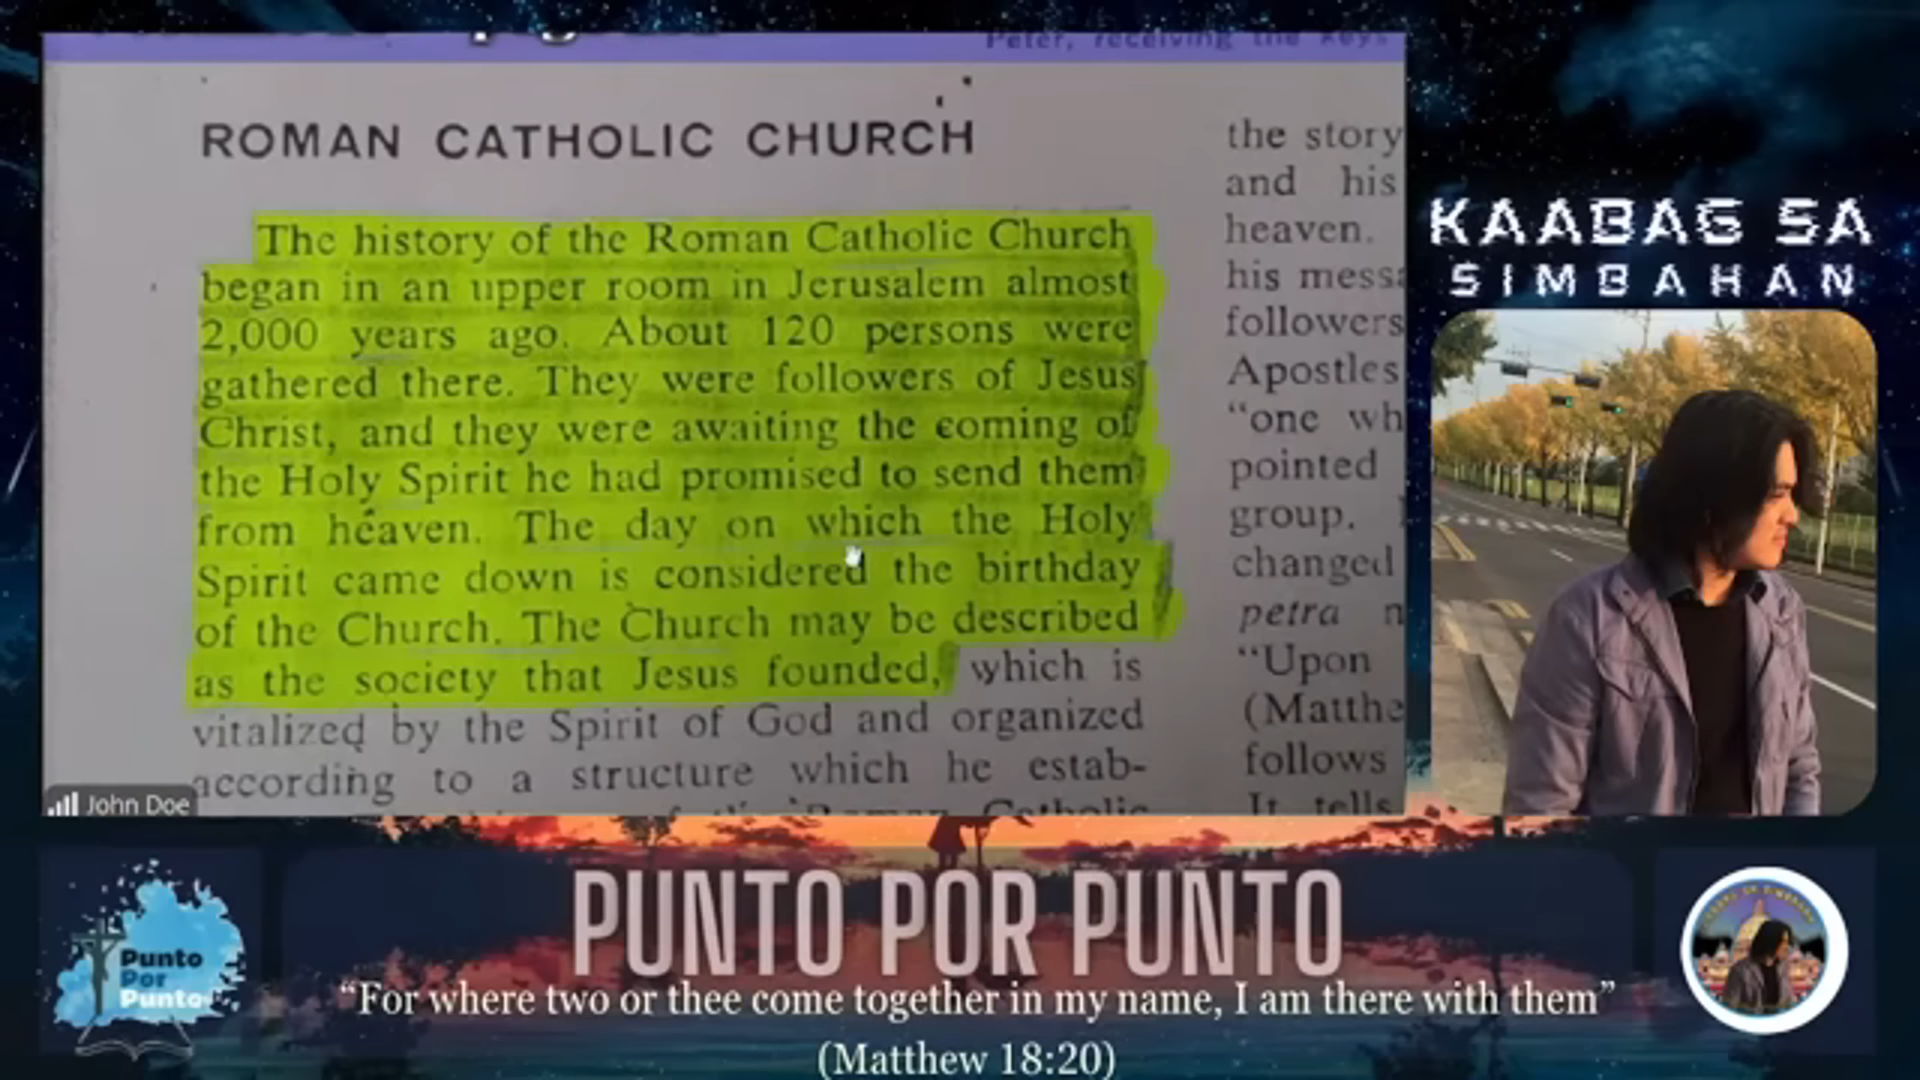 Peter, receiving the keys
ROMAN CATHOLIC CHURCH
The history of the Roman Catholic Church
began in an upper room in Jerusalem almost
2,000 years ago. About 120 persons were
gathered there. They were followers of Jesus
Christ, and they were awaiting the coming of
the Holy Spirit he had promised to send them
from heaven. The day on which the Holy
Spirit came down is considered the birthday
of the Church. The Church may be described
as the society that Jesus founded, which is
vitalized by the Spirit of God and organized
according to a structure which he estab-
Roman Catholic
the story
and his
heaven.
his messa
followers
Apostles
"one wh
pointed
group.
changed
petra n
"Upon
(Matthe
follows
It tells
John Doe
KAABAG SA
SIMBAHAN
Punto
Por
Punto
PUNTO POR PUNTO
“For where two or thee come together in my name, I am there with them”
(Matthew 18:20)